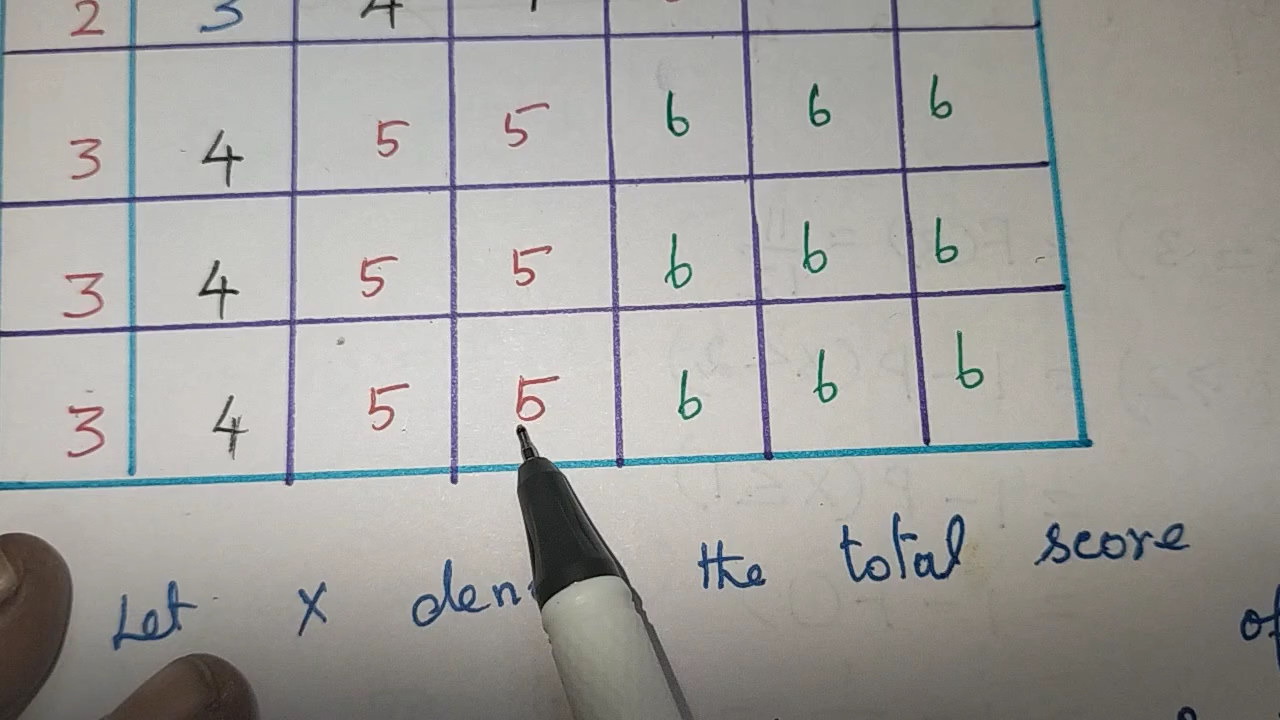 2 3 4
3 4 5 5 6 6 6
3 4 5 5 6 6 6
3 4 5 5 6 6 6
Let X den the total score
of